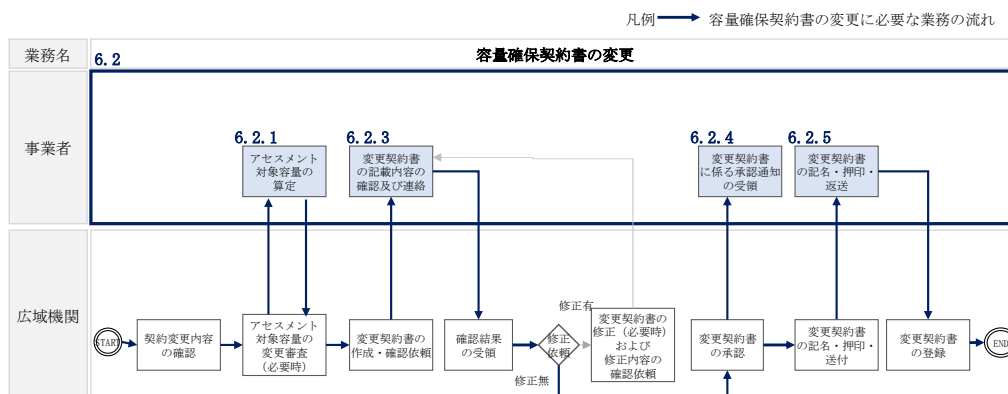 凡例
容量確保契約書の変更に必要な業務の流れ
業務名
6.2
容量確保契約書の変更
事業者
6.2.1
アセスメント
対象容量の
算定
6.2.3
変更契約書
の記載内容の
確認及び連絡
6.2.4
変更契約書
に係る承認通知
の受領
6.2.5
変更契約書
の記名・押印・
返送
広域機関
START
契約変更内容
の確認
アセスメント
対象容量の
変更審査
(必要時)
変更契約書の
作成・確認依頼
確認結果
の受領
修正
依頼
修正有
修正無
変更契約書の
修正(必要時)
および
修正内容の
確認依頼
変更契約書
の承認
変更契約書
の記名・押印・
送付
変更契約書
の登録
END